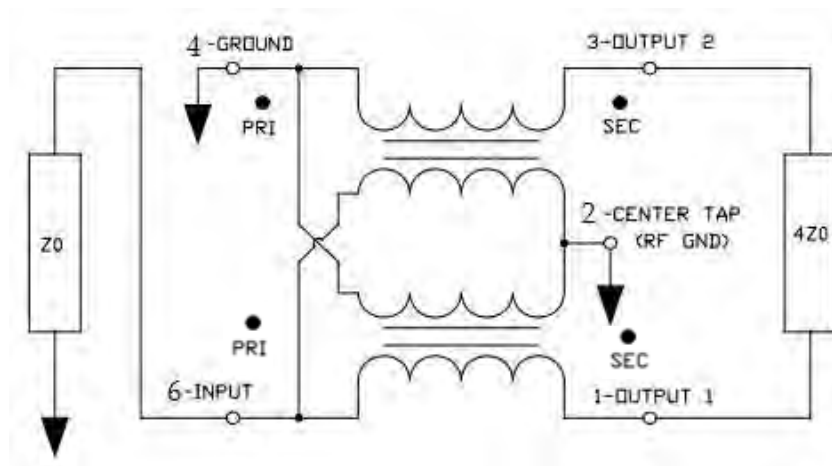 4-GROUND
3-OUTPUT 2
PRI
SEC
2-CENTER TAP
(RF GND)
Z0
4Z0
PRI
SEC
6-INPUT
1-OUTPUT 1